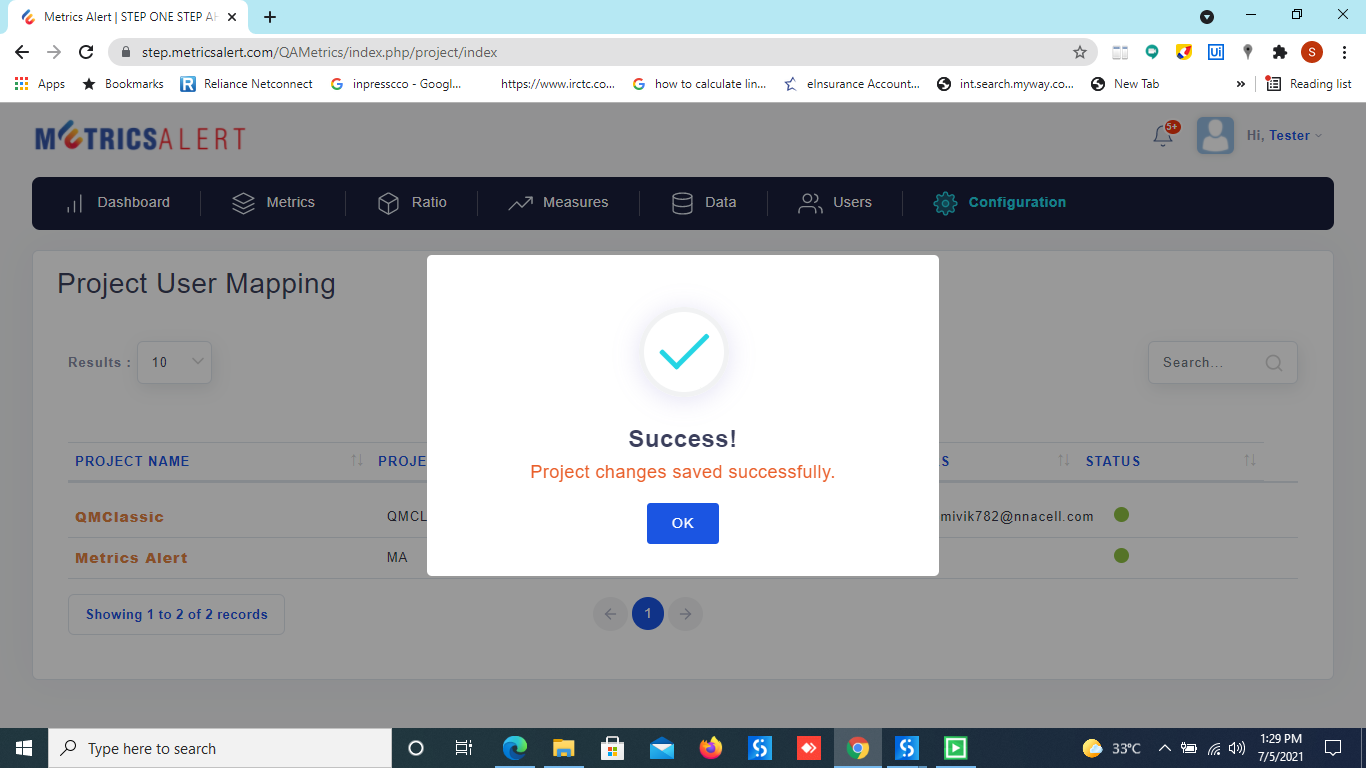 Metrics Alert | STEP ONE STEP AH
step.metricsalert.com/QAMetrics/index.php/project/index
S
Apps
Bookmarks
R
Reliance Netconnect
inpresscco - Googl...
https://www.irctc.co...
how to calculate lin...
eInsurance Account...
int.search.myway.co...
New Tab
»
Reading list
Ui
METRICSALERT
5+
Hi, Tester
Dashboard
Metrics
Ratio
Measures
Data
Users
Configuration
Project User Mapping
Results :
10
Search...
Success!
Project changes saved successfully.
OK
PROJECT NAME
PROJE
S
STATUS
QMClassic
QMCL
mivik782@nnacell.com
Metrics Alert
MA
Showing 1 to 2 of 2 records
1
Type here to search
33°C
1:29 PM
7/5/2021